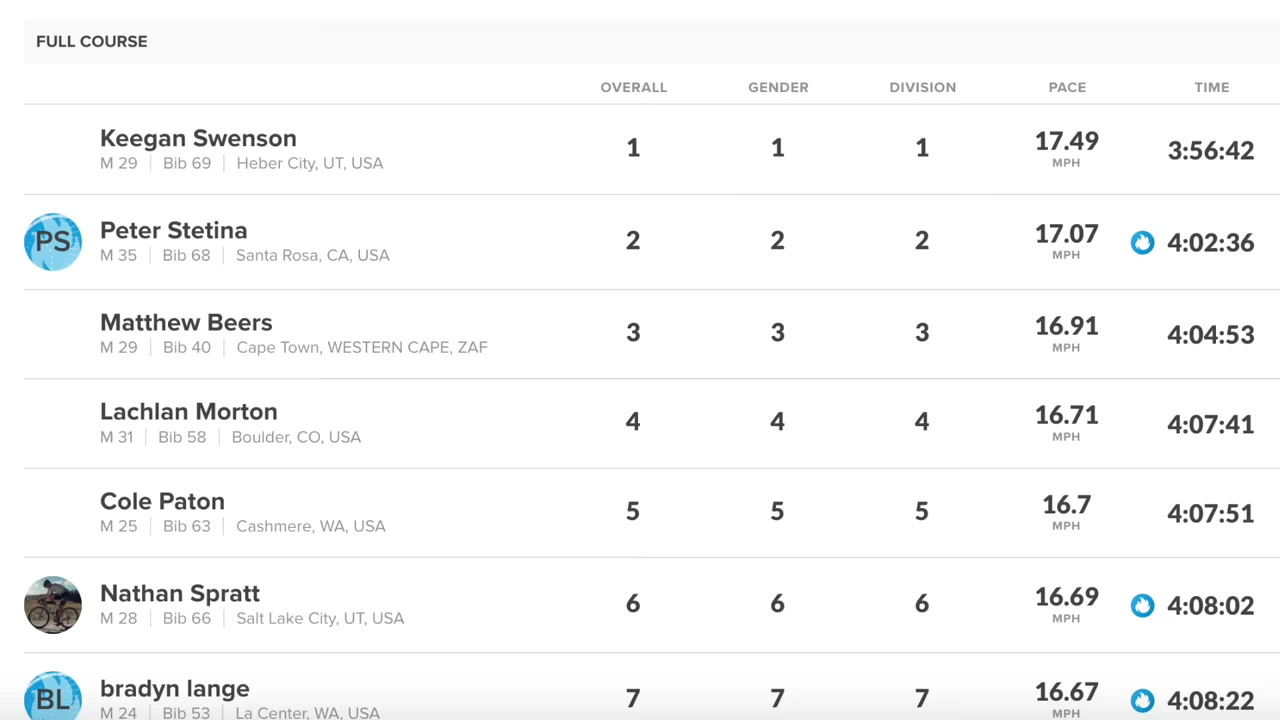 FULL COURSE
OVERALL GENDER DIVISION PACE TIME
Keegan Swenson 1 1 1 17.49 3:56:42
M 29 Bib 69 Heber City, UT, USA MPH
PS Peter Stetina 2 2 2 17.07 4:02:36
M 35 Bib 68 Santa Rosa, CA, USA MPH
Matthew Beers 3 3 3 16.91 4:04:53
M 29 Bib 40 Cape Town, WESTERN CAPE, ZAF MPH
Lachlan Morton 4 4 4 16.71 4:07:41
M 31 Bib 58 Boulder, CO, USA MPH
Cole Paton 5 5 5 16.7 4:07:51
M 25 Bib 63 Cashmere, WA, USA MPH
Nathan Spratt 6 6 6 16.69 4:08:02
M 28 Bib 66 Salt Lake City, UT, USA MPH
BL bradyn lange 7 7 7 16.67 4:08:22
M 24 Bib 53 La Center, WA, USA MPH